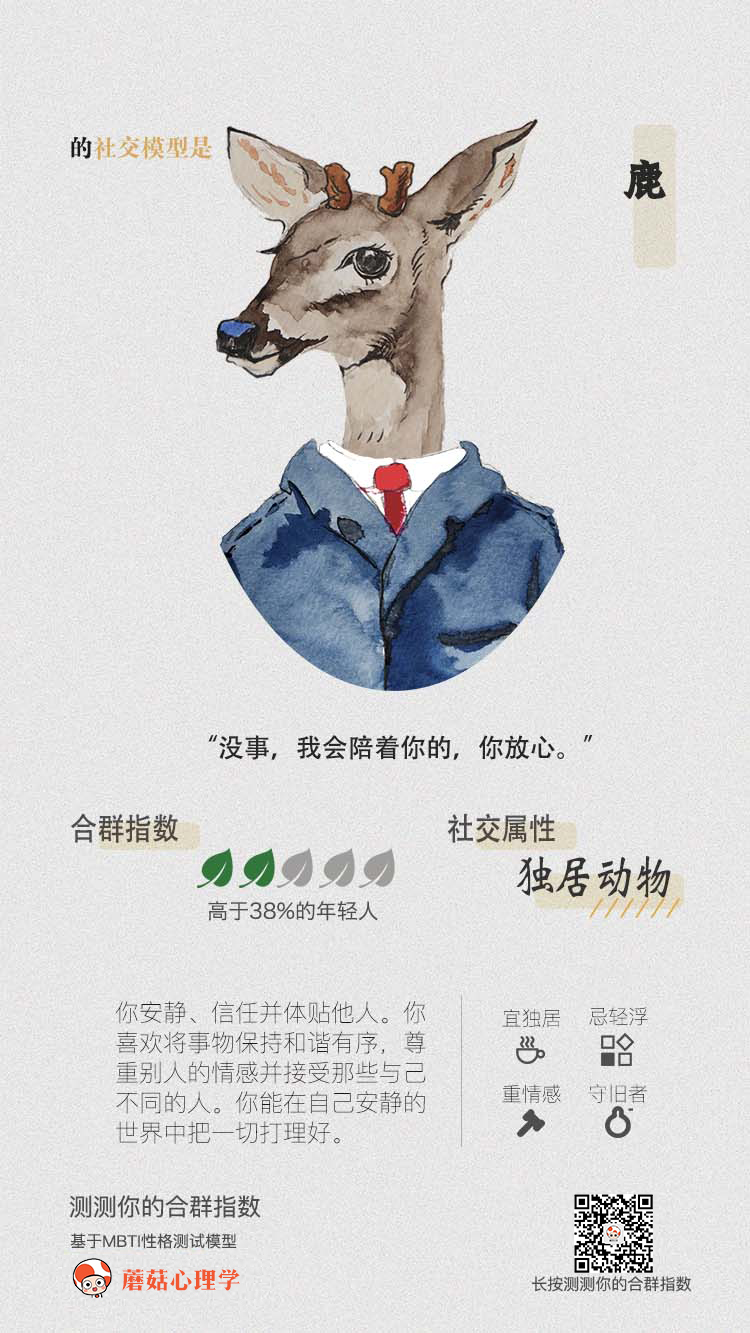 的社交模型是
鹿
“没事，我会陪着你的，你放心。”
合群指数
高于38%的年轻人
社交属性
独居动物
你安静、信任并体贴他人。你
喜欢将事物保持和谐有序，尊
重别人的情感并接受那些与己
不同的人。你能在自己安静的
世界中把一切打理好。
宜独居 忌轻浮
重情感 守旧者
测测你的合群指数
基于MBTI性格测试模型
蘑菇心理学
长按测测你的合群指数